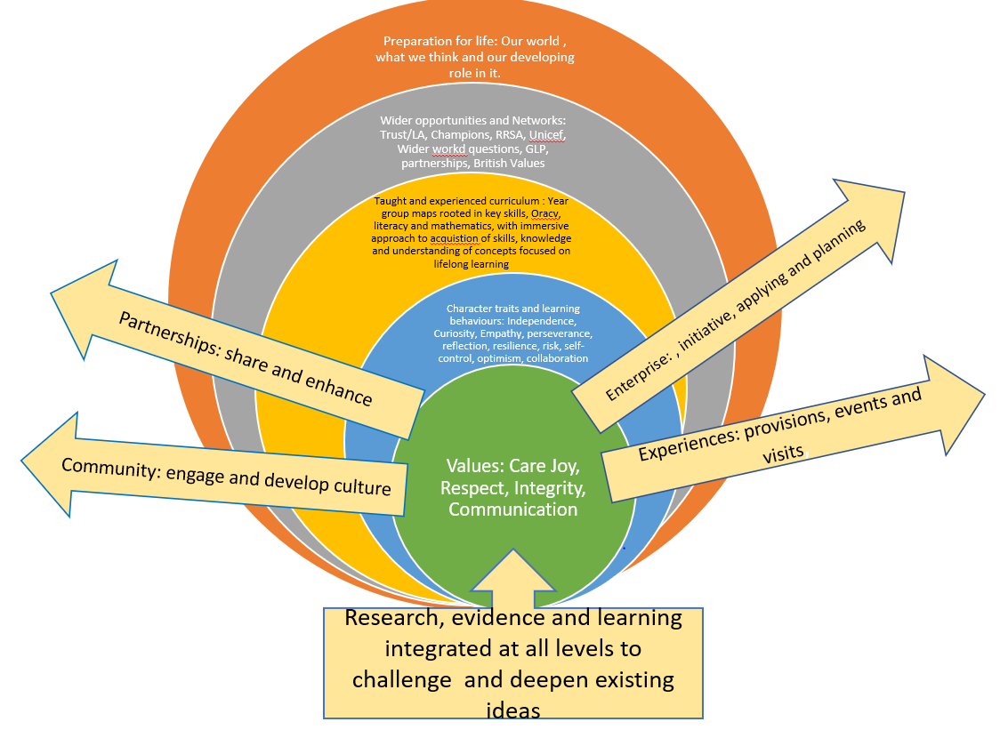 Preparation for life: Our world ,
what we think and our developing
role in it.
Wider opportunities and Networks:
Trust/LA, Champions, RRSA, Unicef,
Wider workd questions, GLP,
partnerships, British Values
Taught and experienced curriculum : Year
group maps rooted in key skills, Oracy,
literacy and mathematics, with immersive
approach to acquistion of skills, knowledge
and understanding of concepts focused on
lifelong learning
Character traits and learning
behaviours: Independence,
Curiosity, Empathy, perseverance,
reflection, resilience, risk, self-
control, optimism, collaboration
Values: Care Joy,
Respect, Integrity,
Communication
Partnerships: share and enhance
Community: engage and develop culture
Enterprise: , initiative, applying and planning
Experiences: provisions, events and
visits
Research, evidence and learning
integrated at all levels to
challenge  and deepen existing
ideas